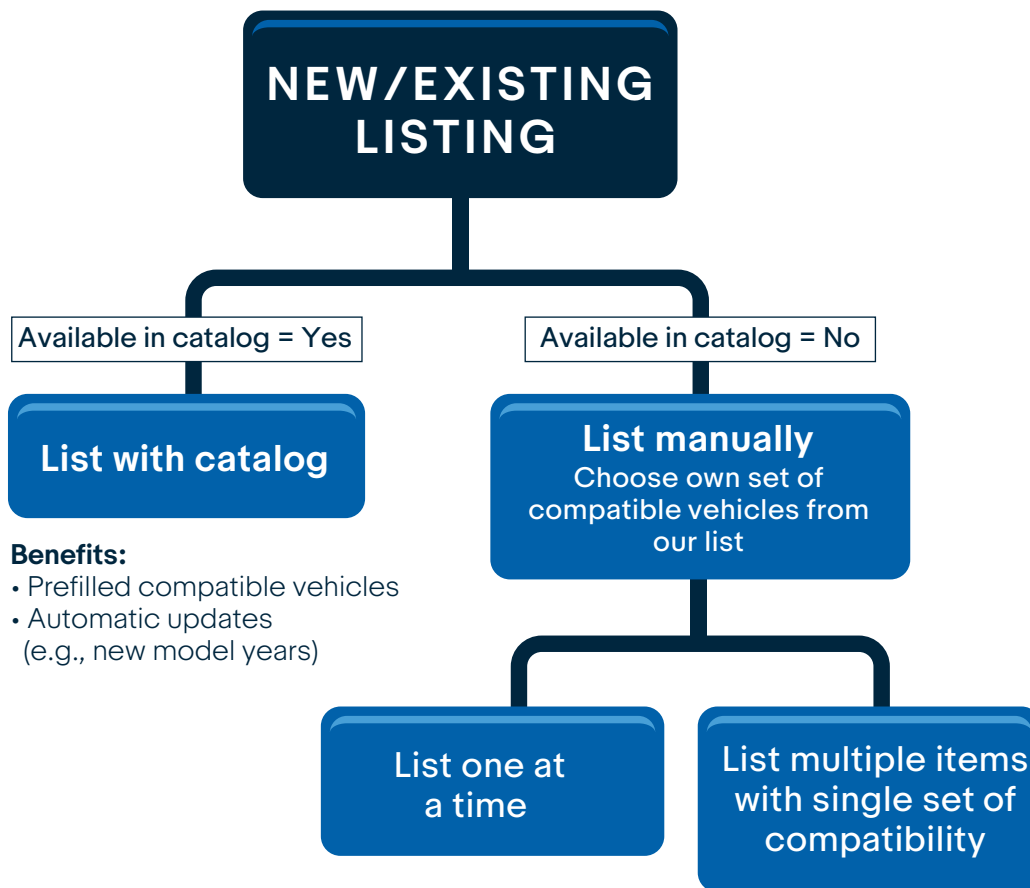 NEW/EXISTING
LISTING
Available in catalog = Yes
Available in catalog = No
List with catalog
List manually
Choose own set of
compatible vehicles from
our list
Benefits:
• Prefilled compatible vehicles
• Automatic updates
(e.g., new model years)
List one at
a time
List multiple items
with single set of
compatibility